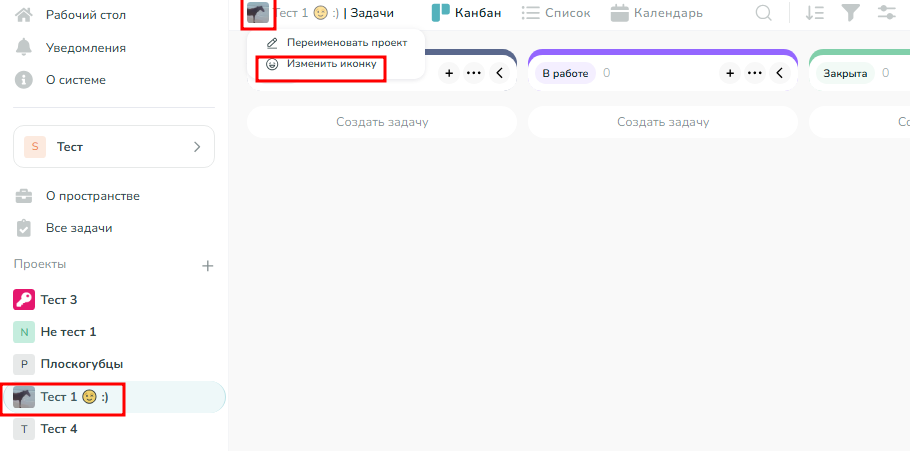 Рабочий стол
Уведомления
О системе
S Тест
О пространстве
Все задачи
Проекты
Тест 3
N Не тест 1
P Плоскогубцы
Тест 1 😉 :)
T Тест 4
Тест 1 😉 :) | Задачи
Канбан
Список
Календарь
Переименовать проект
Изменить иконку
В работе 0
Закрыта 0
Создать задачу
Создать задачу
Со